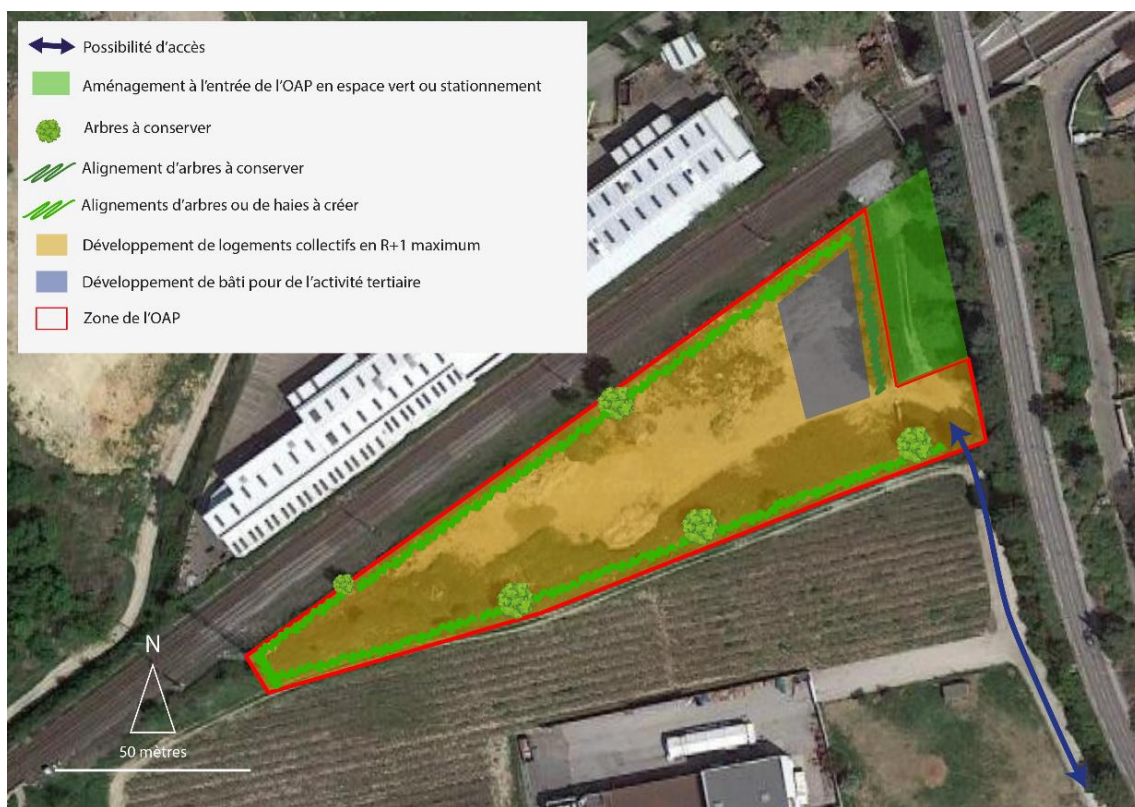 Possibilité d'accès
Aménagement à l'entrée de l'OAP en espace vert ou stationnement
Arbres à conserver
Alignement d'arbres à conserver
Alignements d'arbres ou de haies à créer
Développement de logements collectifs en R+1 maximum
Développement de bâti pour de l'activité tertiaire
Zone de l'OAP
N
50 mètres